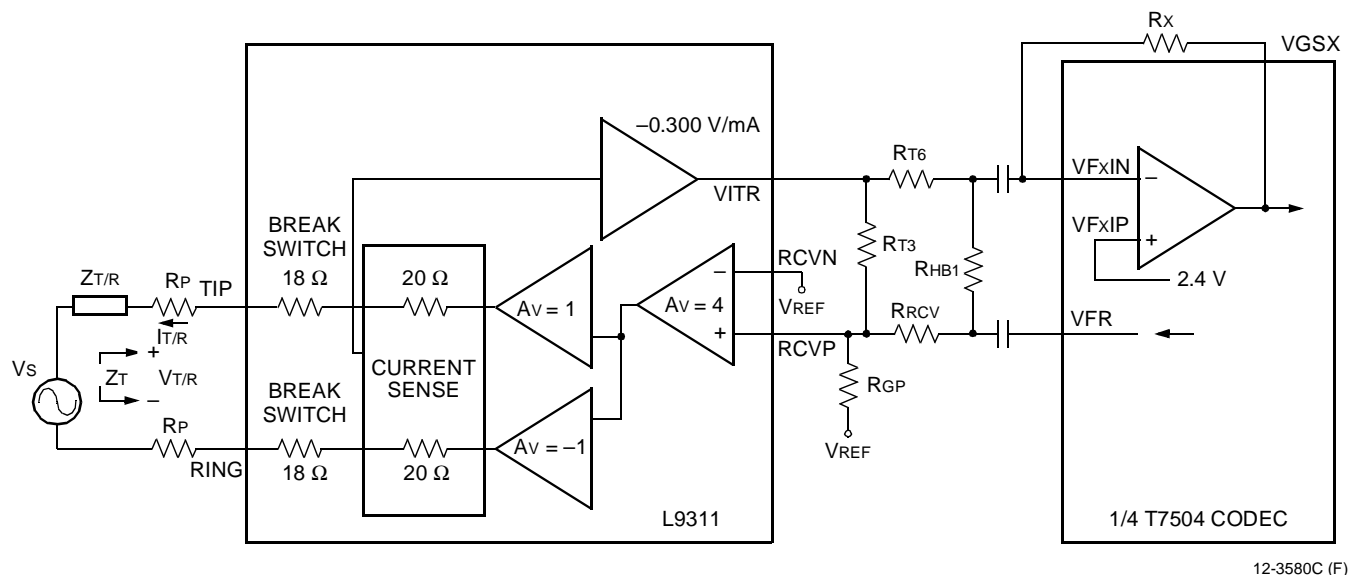 RX
VGSX
–0.300 V/mA
RT6
VFXIN
–
VITR
BREAK
SWITCH
18 Ω
20 Ω
AV = 1
RT3
RHB1
VFXIP
+
2.4 V
ZT/R
RP
TIP
IT/R
RCVN
–
VREF
AV = 4
+
RCVP
RRCV
VFR
VS
ZT
+
VT/R
–
CURRENT
SENSE
RGP
VREF
BREAK
SWITCH
RP
RING
18 Ω
20 Ω
AV = –1
L9311
1/4 T7504 CODEC
12-3580C (F)